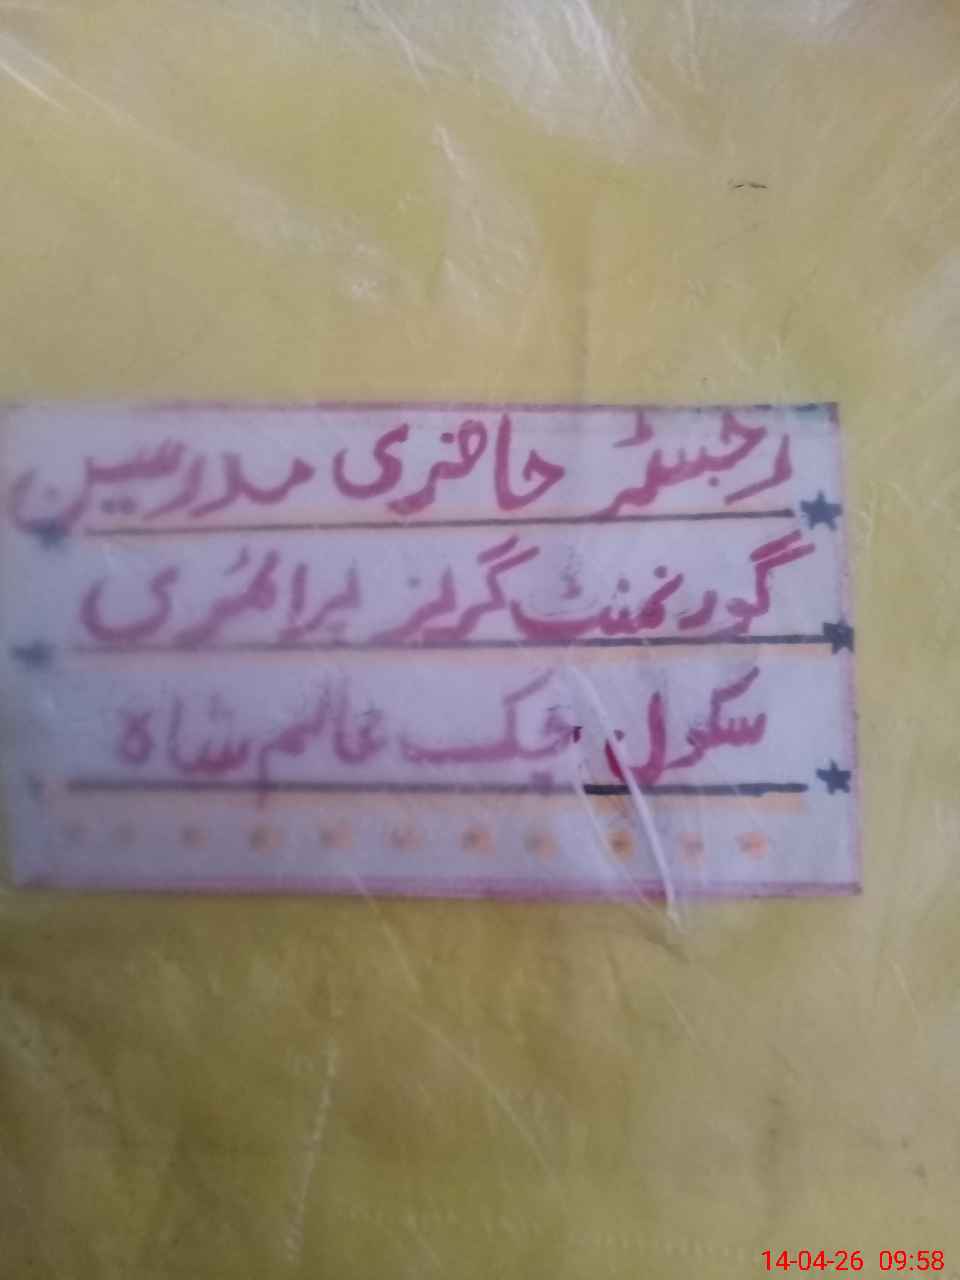 رجسٹر حاضری مدرسین
گورنمنٹ گرلز پرائمری
سکول چک عالم شاہ
14-04-26 09:58